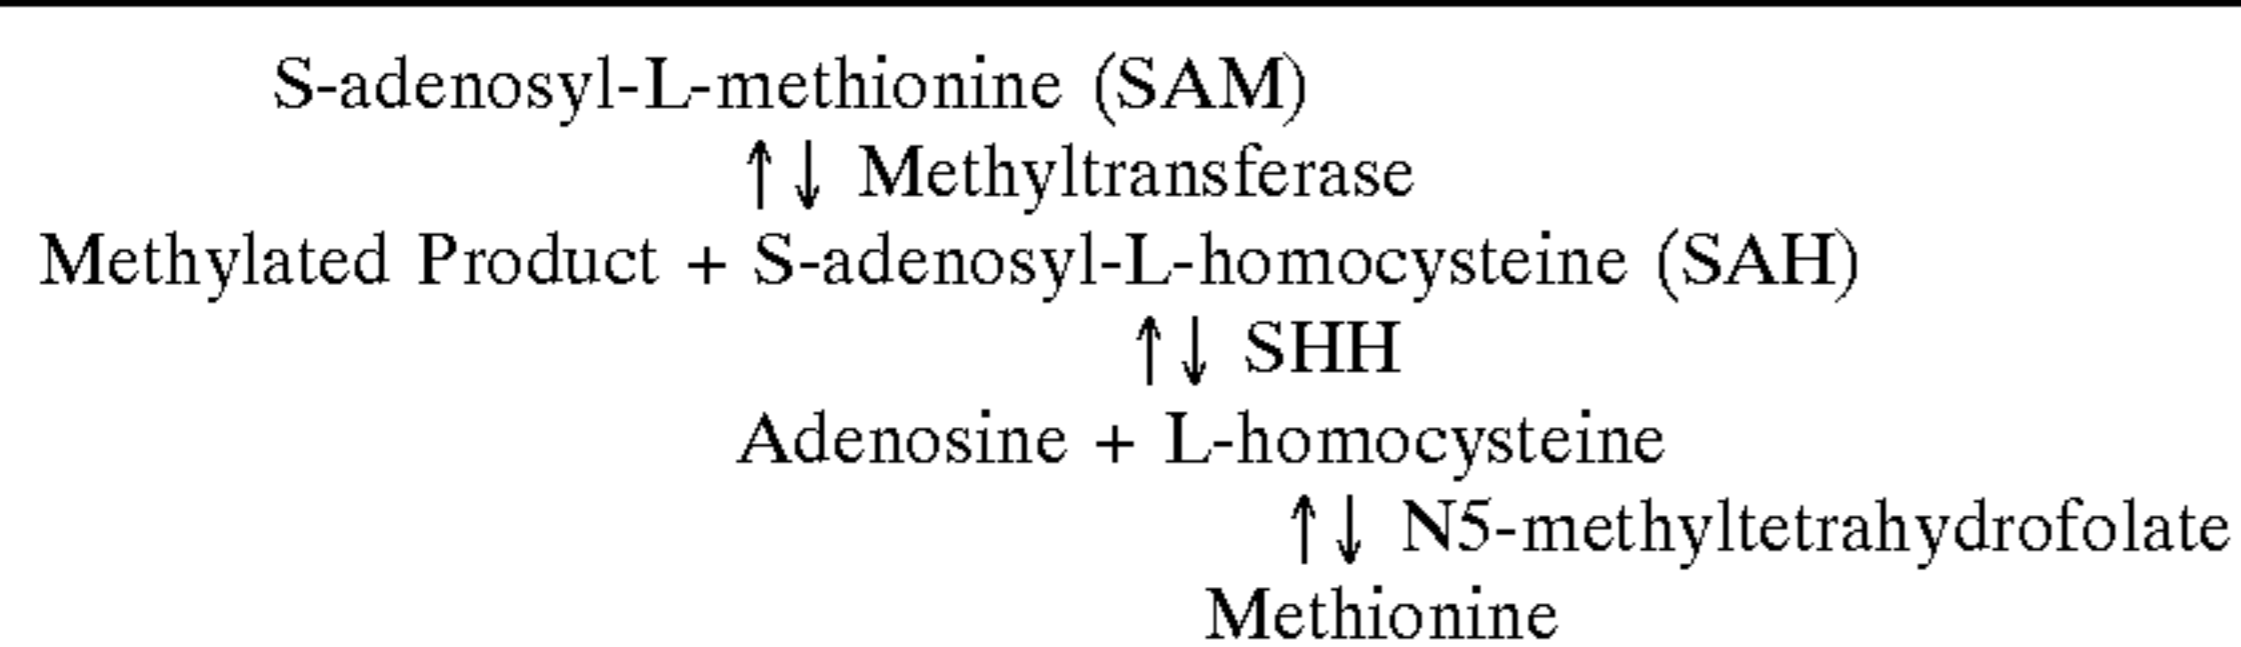 S-adenosyl-L-methionine (SAM)
↑↓ Methyltransferase
Methylated Product + S-adenosyl-L-homocysteine (SAH)
↑↓ SHH
Adenosine + L-homocysteine
↑↓ N5-methyltetrahydrofolate
Methionine